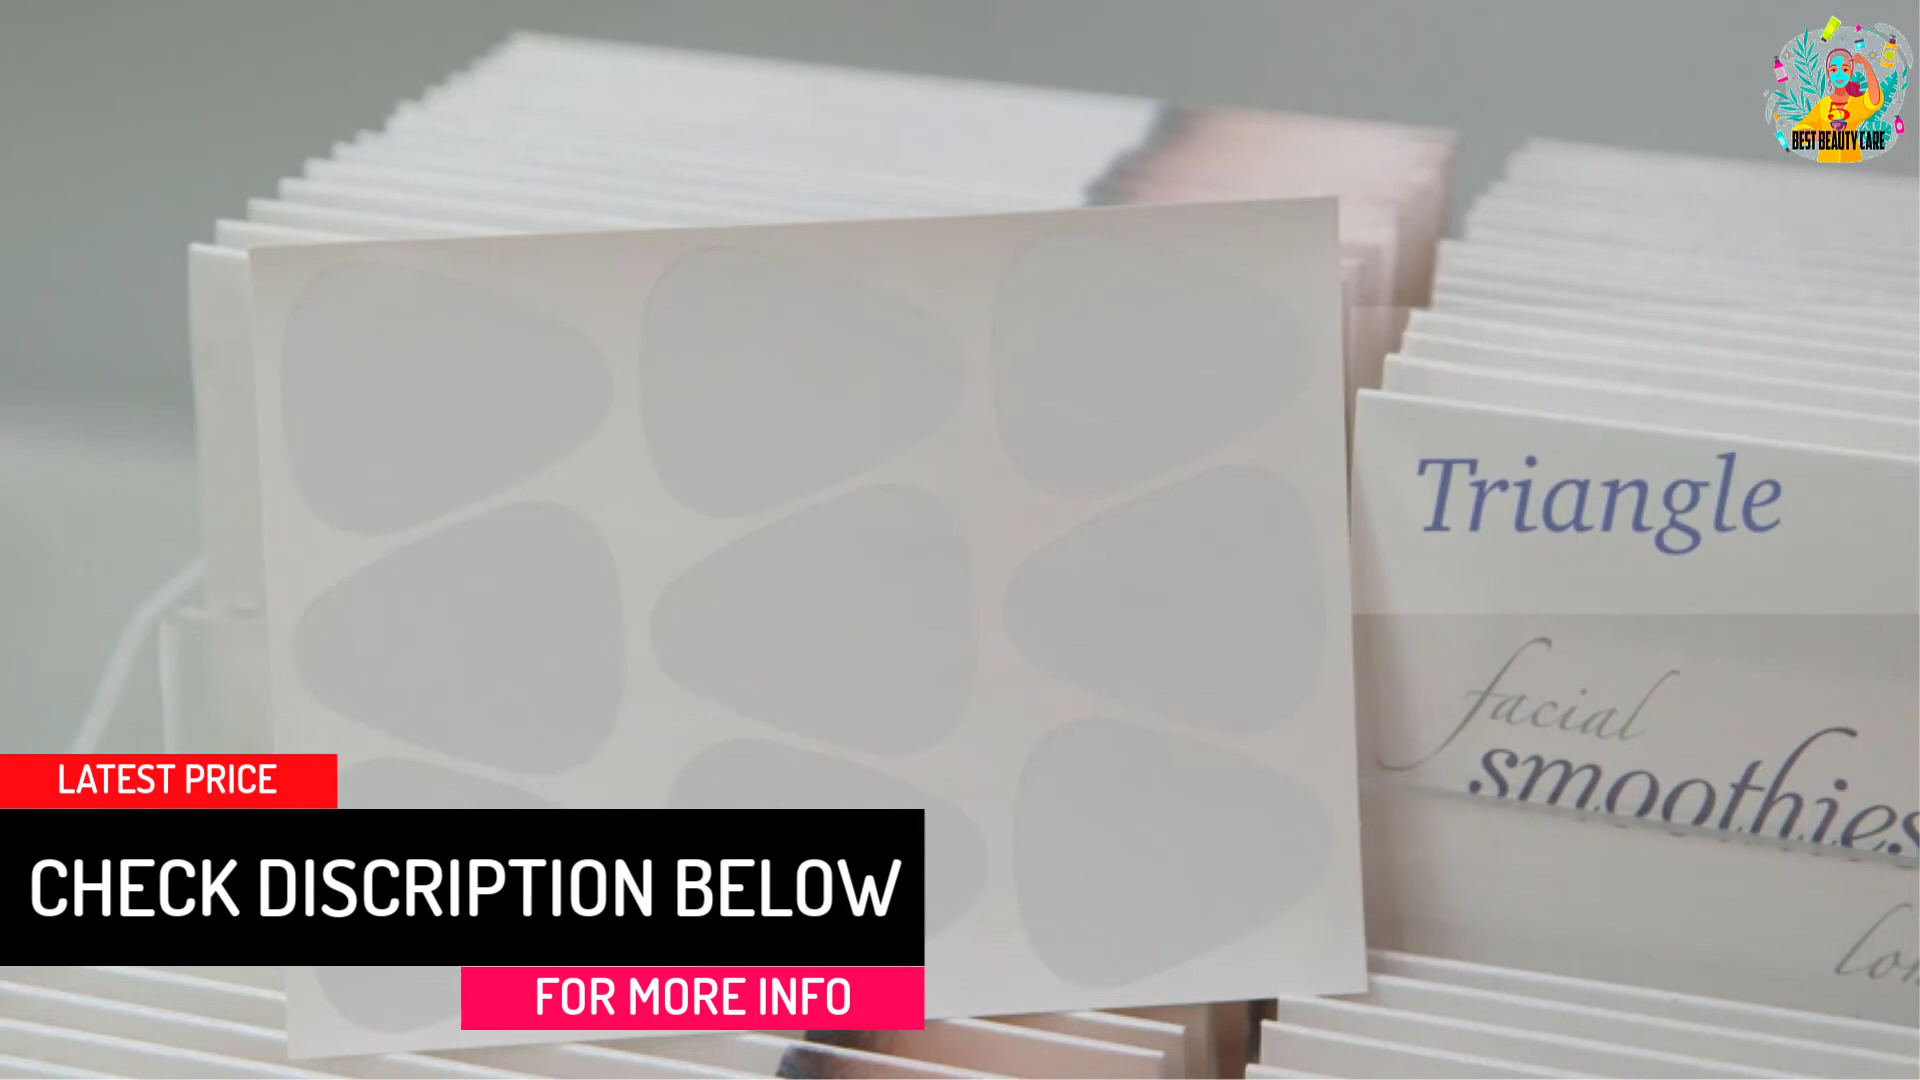 BEST BEAUTY CARE
Triangle
facial
smoothies
LATEST PRICE
CHECK DISCRIPTION BELOW
FOR MORE INFO